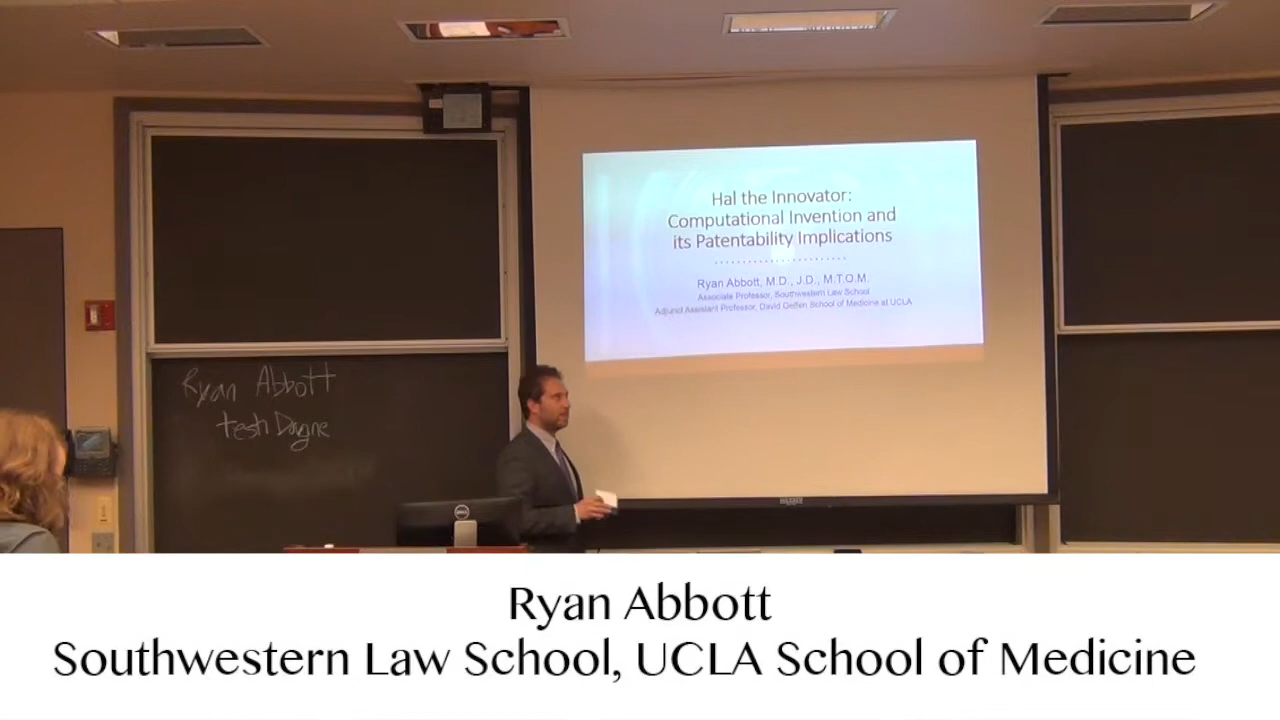 Hal the Innovator:
Computational Invention and
its Patentability Implications
Ryan Abbott, M.D., J.D., M.T.O.M.
Associate Professor, Southwestern Law School
Adjunct Assistant Professor, David Geffen School of Medicine at UCLA
Ryan Abbott
Tesh Dagne
DELL
Ryan Abbott
Southwestern Law School, UCLA School of Medicine